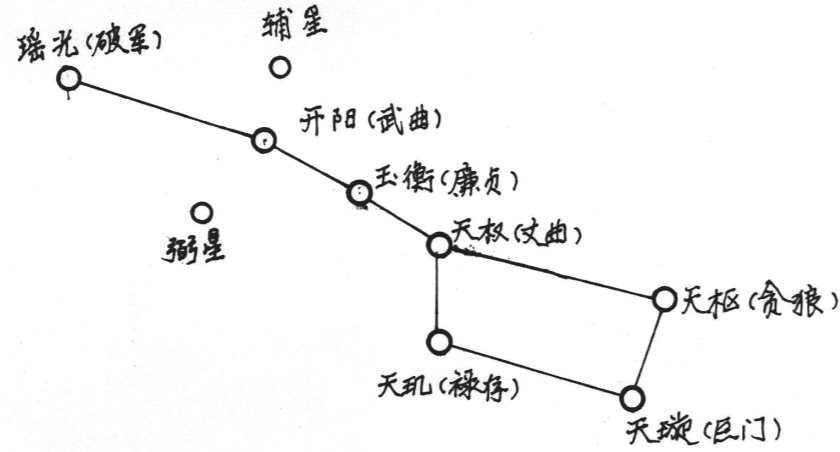 辅星
瑶光(破军)
开阳(武曲)
玉衡(廉贞)
天权(文曲)
弼星
天枢(贪狼)
天玑(禄存)
天璇(巨门)